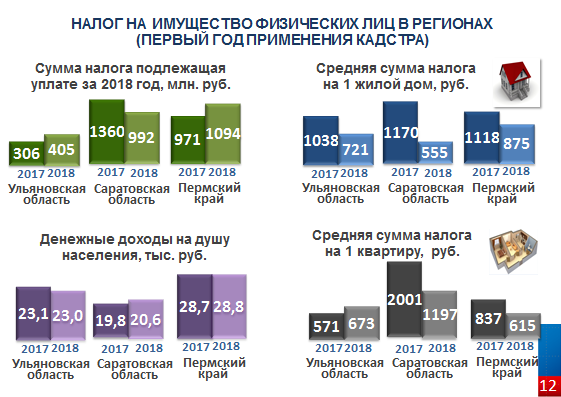 НАЛОГ НА ИМУЩЕСТВО ФИЗИЧЕСКИХ ЛИЦ В РЕГИОНАХ
(ПЕРВЫЙ ГОД ПРИМЕНЕНИЯ КАДСТРА)
Сумма налога подлежащая
уплате за 2018 год, млн. руб.
306 405 1360 992 971 1094
2017 2018 2017 2018 2017 2018
Ульяновская Саратовская Пермский
область область край
Средняя сумма налога
на 1 жилой дом, руб.
1038 721 1170 555 1118 875
2017 2018 2017 2018 2017 2018
Ульяновская Саратовская Пермский
область область край
Денежные доходы на душу
населения, тыс. руб.
23,1 23,0 19,8 20,6 28,7 28,8
2017 2018 2017 2018 2017 2018
Ульяновская Саратовская Пермский
область область край
Средняя сумма налога
на 1 квартиру, руб.
571 673 2001 1197 837 615
2017 2018 2017 2018 2017 2018
Ульяновская Саратовская Пермский
область область край
12